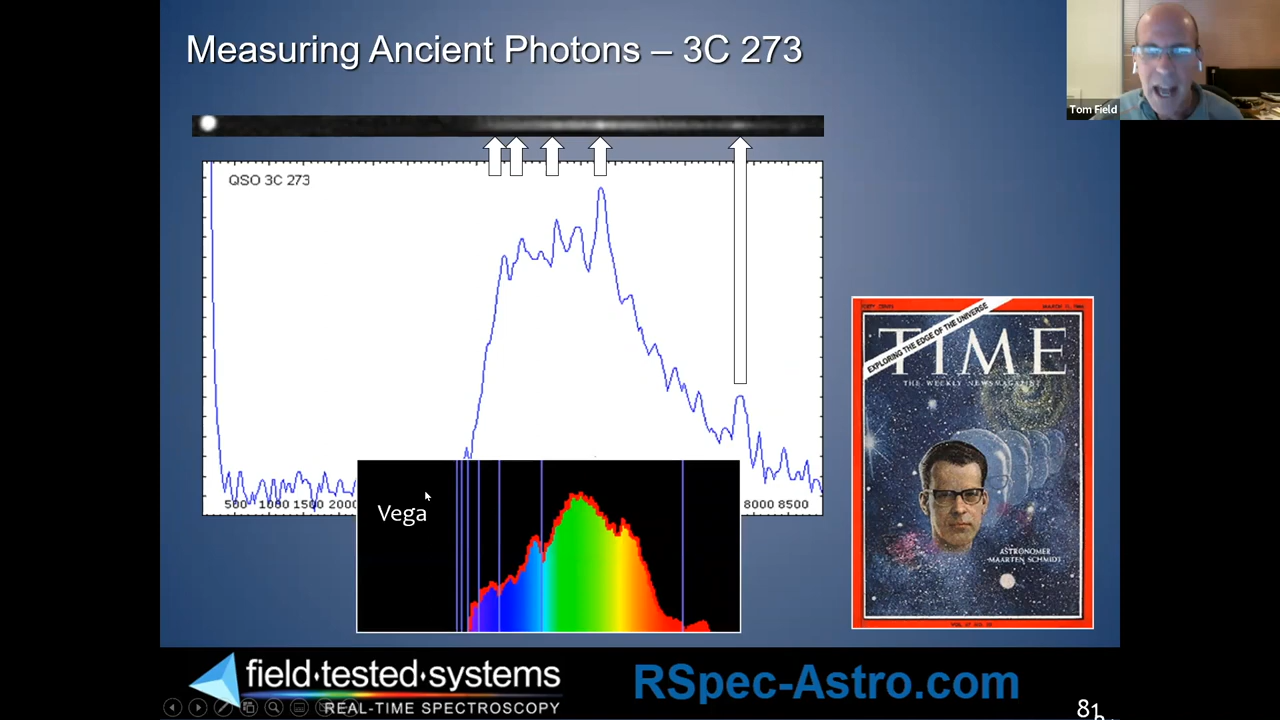 Measuring Ancient Photons – 3C 273
Tom Field
QSO 3C 273
500 1000 1500 2000
8000 8500
Vega
EXPLORING THE EDGE OF THE UNIVERSE
TIME
THE WEEKLY NEWSMAGAZINE
ASTRONOMER
MAARTEN SCHMIDT
field·tested·systems
REAL-TIME SPECTROSCOPY
RSpec-Astro.com
81